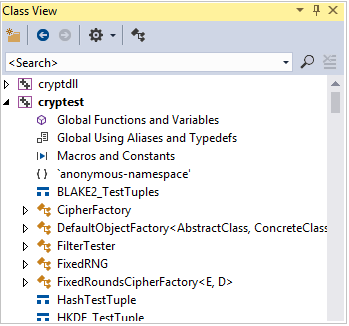 Class View
<Search>
cryptdll
cryptest
Global Functions and Variables
Global Using Aliases and Typedefs
Macros and Constants
`anonymous-namespace'
BLAKE2_TestTuples
CipherFactory
DefaultObjectFactory<AbstractClass, ConcreteClass
FilterTester
FixedRNG
FixedRoundsCipherFactory<E, D>
HashTestTuple
HKDF_TestTuple